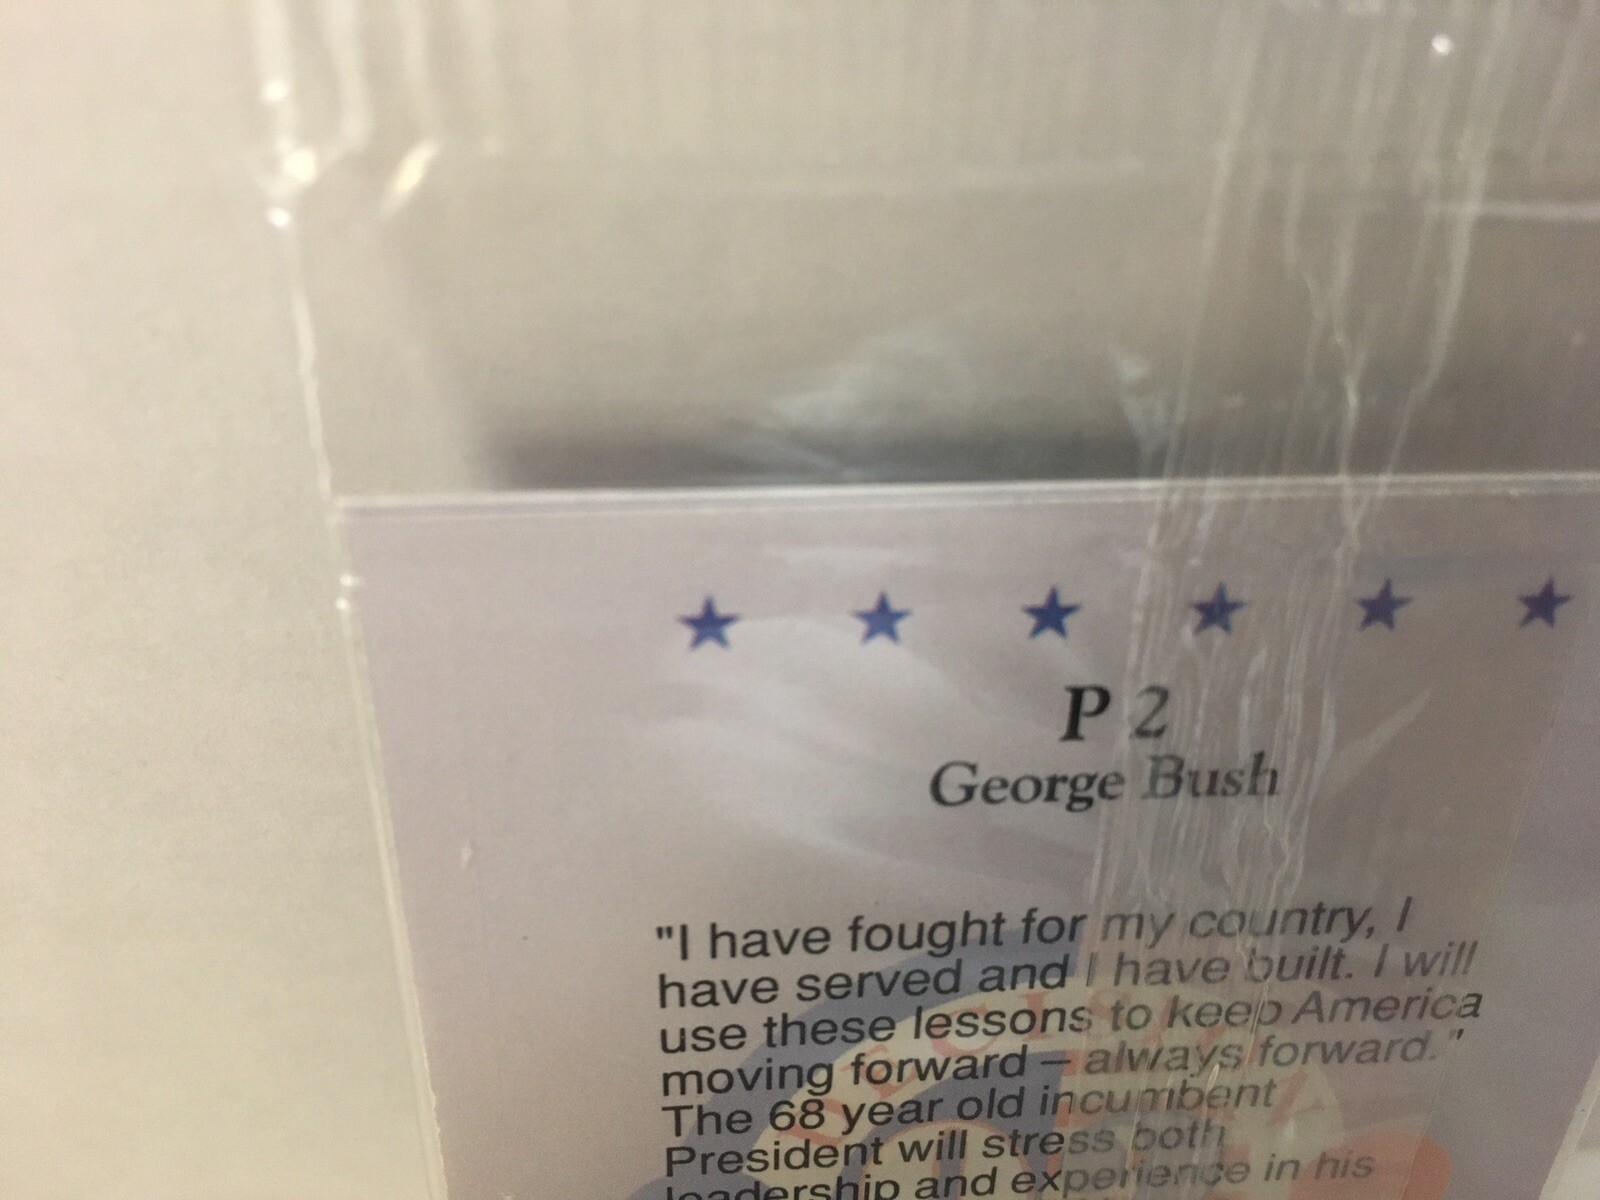 P 2
George Bush
"I have fought for my country, I
have served and I have built. I will
use these lessons to keep America
moving forward – always forward."
The 68 year old incumbent
President will stress both
leadership and experience in his